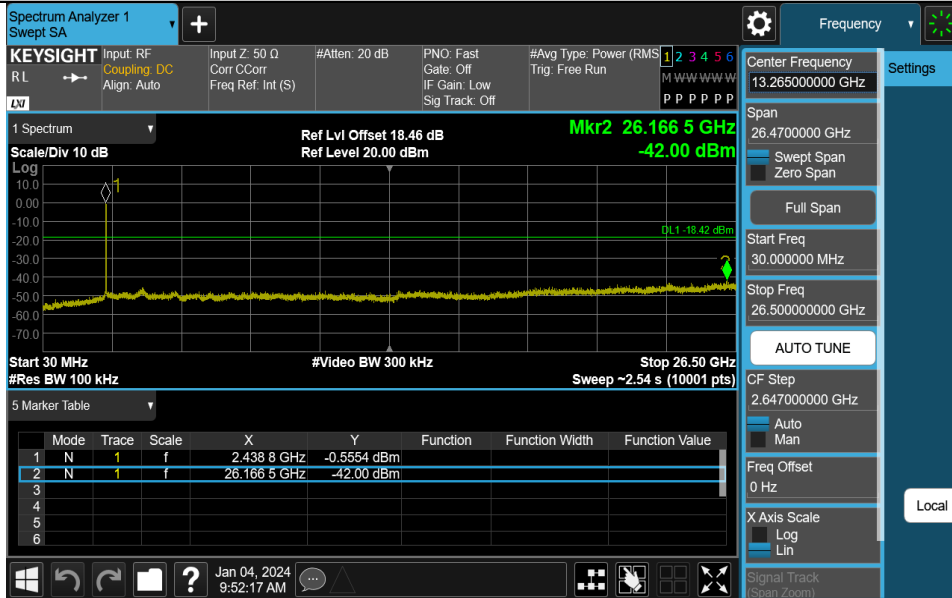 Spectrum Analyzer 1
Swept SA
+
Frequency
KEYSIGHT
R L
LXI
Input: RF
Coupling: DC
Align: Auto
Input Z: 50 Ω
Corr CCorr
Freq Ref: Int (S)
#Atten: 20 dB
PNO: Fast
Gate: Off
IF Gain: Low
Sig Track: Off
#Avg Type: Power (RMS
Trig: Free Run
1 2 3 4 5 6
M W W W W W
P P P P P P
1 Spectrum
Scale/Div 10 dB
Ref Lvl Offset 18.46 dB
Ref Level 20.00 dBm
Mkr2 26.166 5 GHz
-42.00 dBm
Log
10.0
0.00
-10.0
-20.0
-30.0
-40.0
-50.0
-60.0
-70.0
1
DL1 -18.42 dBm
2
Start 30 MHz
#Video BW 300 kHz
Stop 26.50 GHz
#Res BW 100 kHz
Sweep ~2.54 s (10001 pts)
5 Marker Table
Mode Trace Scale X Y Function Function Width Function Value
1 N 1 f 2.438 8 GHz -0.5554 dBm
2 N 1 f 26.166 5 GHz -42.00 dBm
3
4
5
6
?
Jan 04, 2024
9:52:17 AM
Center Frequency
13.265000000 GHz
Span
26.4700000 GHz
Swept Span
Zero Span
Full Span
Start Freq
30.000000 MHz
Stop Freq
26.500000000 GHz
AUTO TUNE
CF Step
2.647000000 GHz
Auto
Man
Freq Offset
0 Hz
X Axis Scale
Log
Lin
Signal Track
(Span Zoom)
Settings
Local